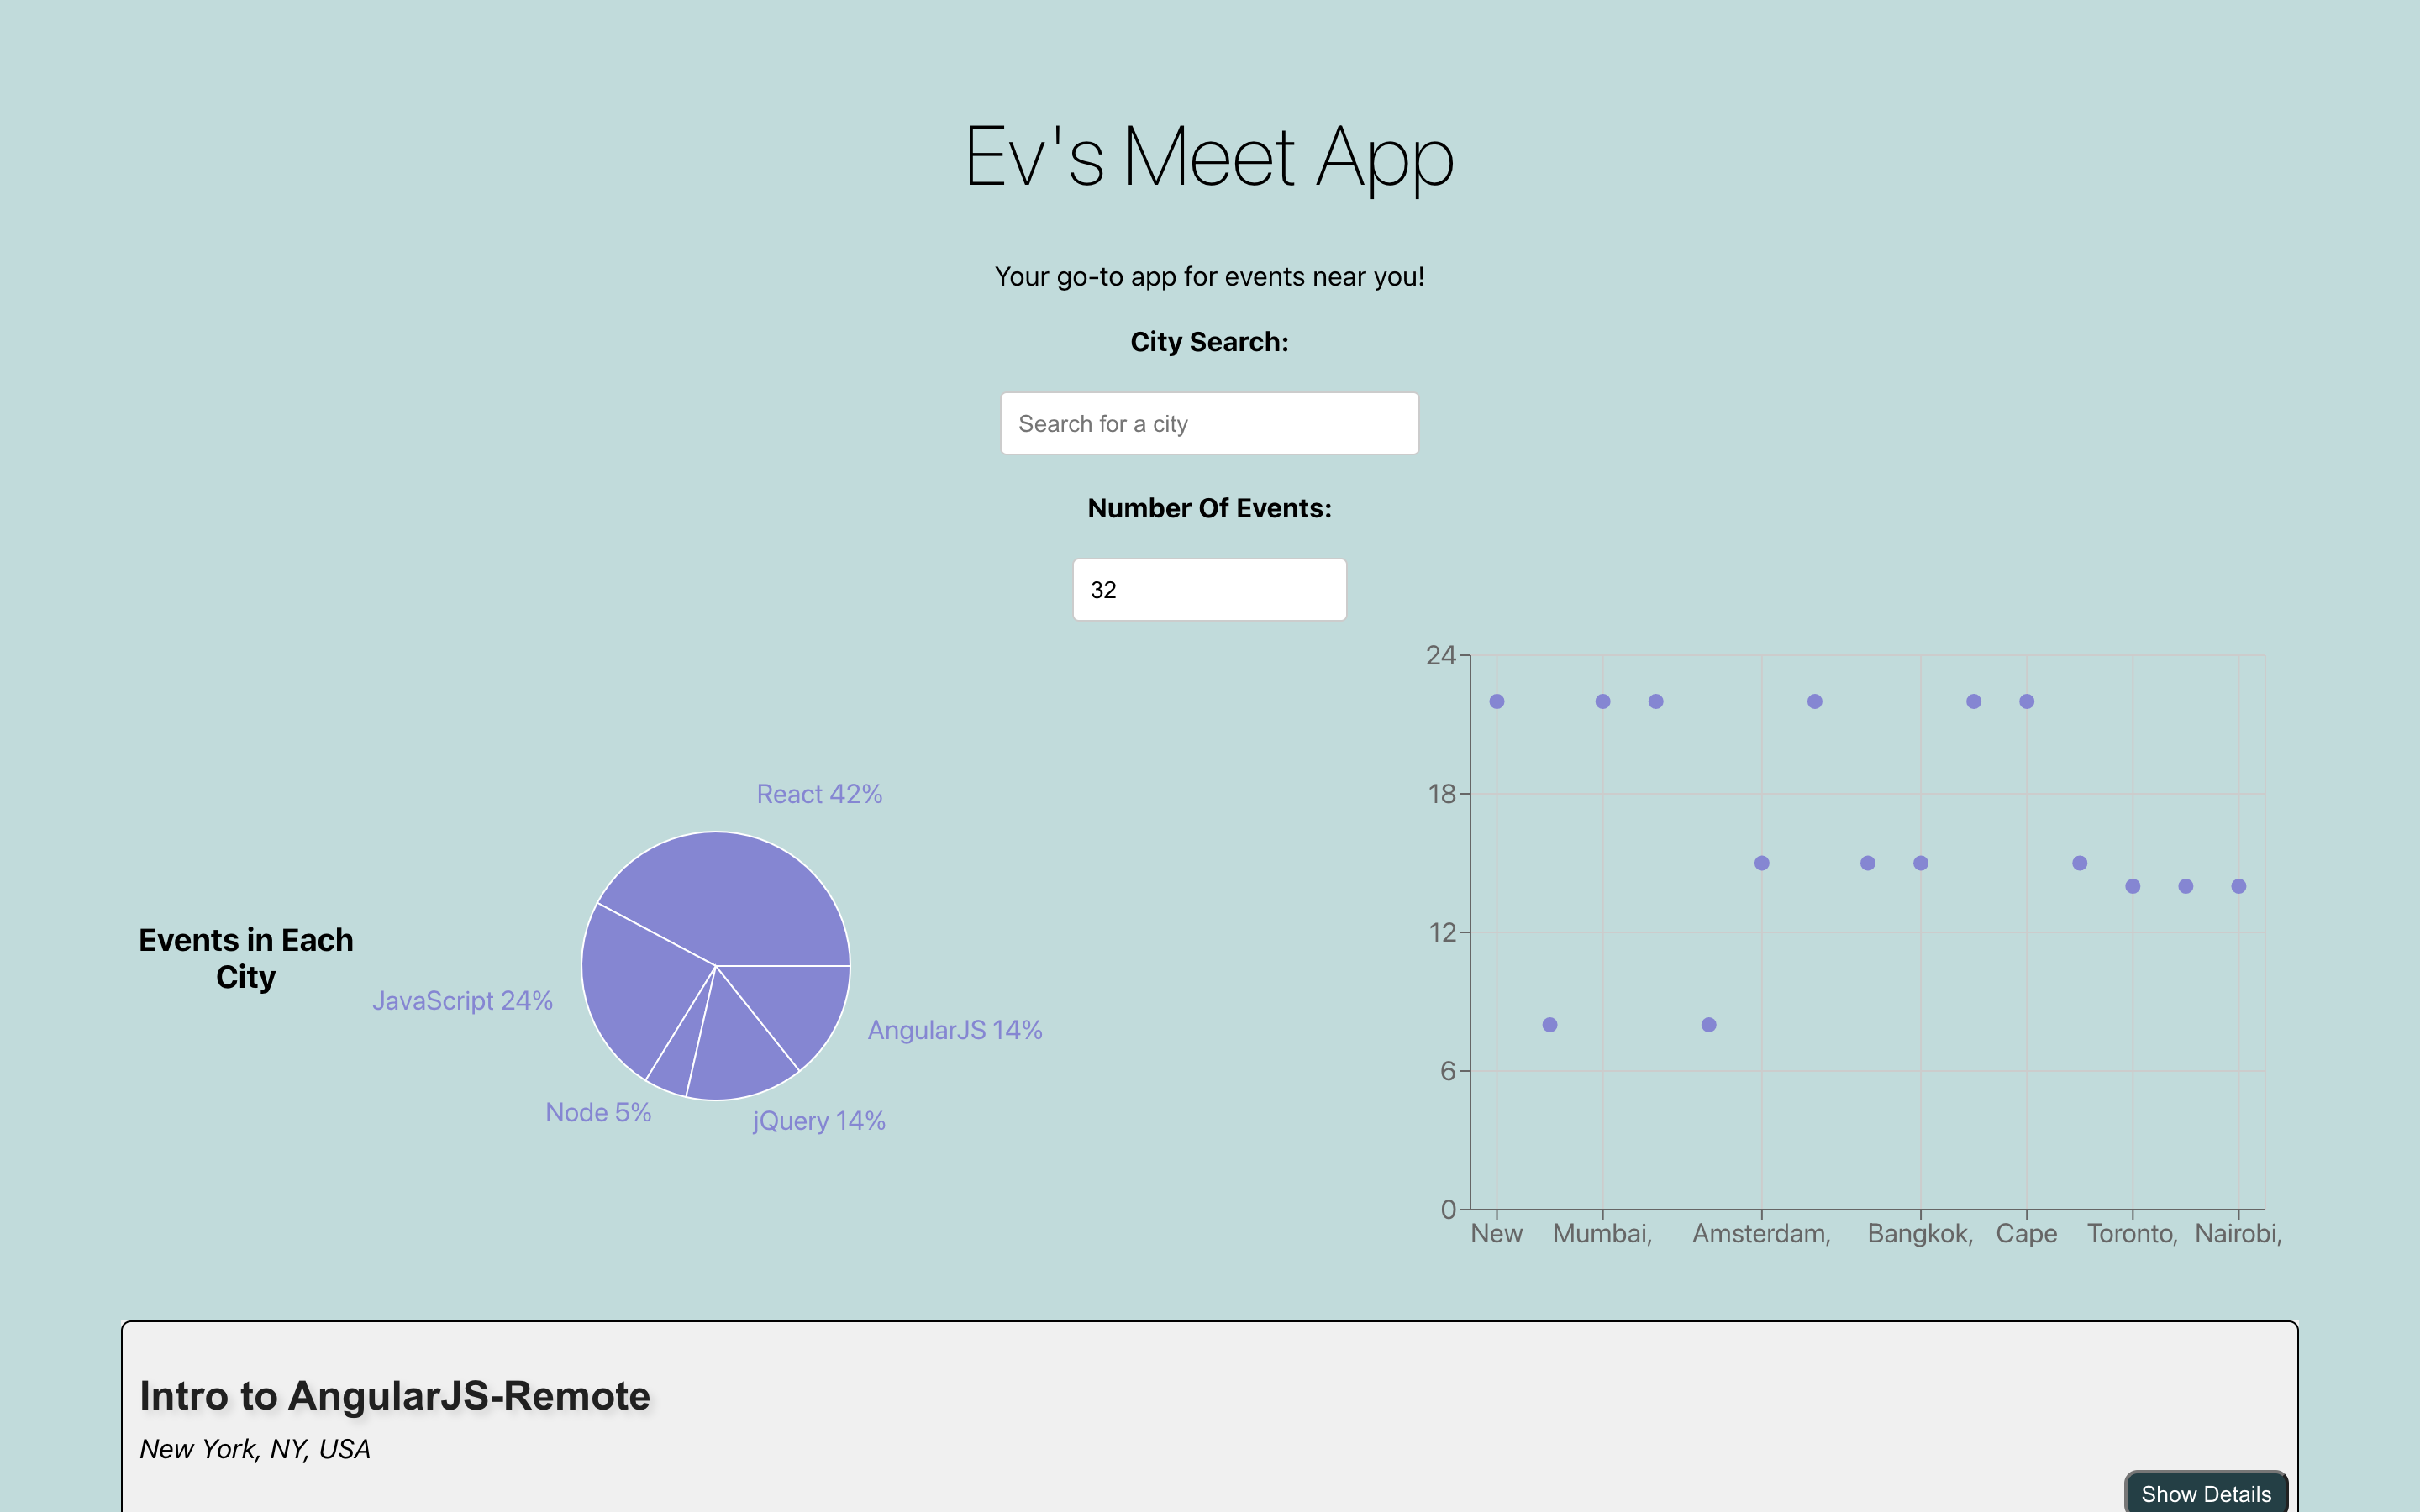 Ev's Meet App
Your go-to app for events near you!
City Search:
Search for a city
Number Of Events:
32
Events in Each
City
React 42%
JavaScript 24%
AngularJS 14%
Node 5%
jQuery 14%
24
18
12
6
0
New Mumbai, Amsterdam, Bangkok, Cape Toronto, Nairobi,
Intro to AngularJS-Remote
New York, NY, USA
Show Details